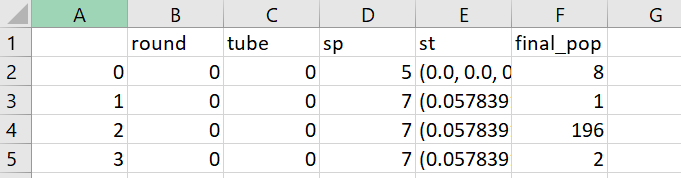 A B C D E F G
1 round tube sp st final_pop
2 0 0 0 5 (0.0, 0.0, 0 8
3 1 0 0 7 (0.057839 1
4 2 0 0 7 (0.057839 196
5 3 0 0 7 (0.057839 2